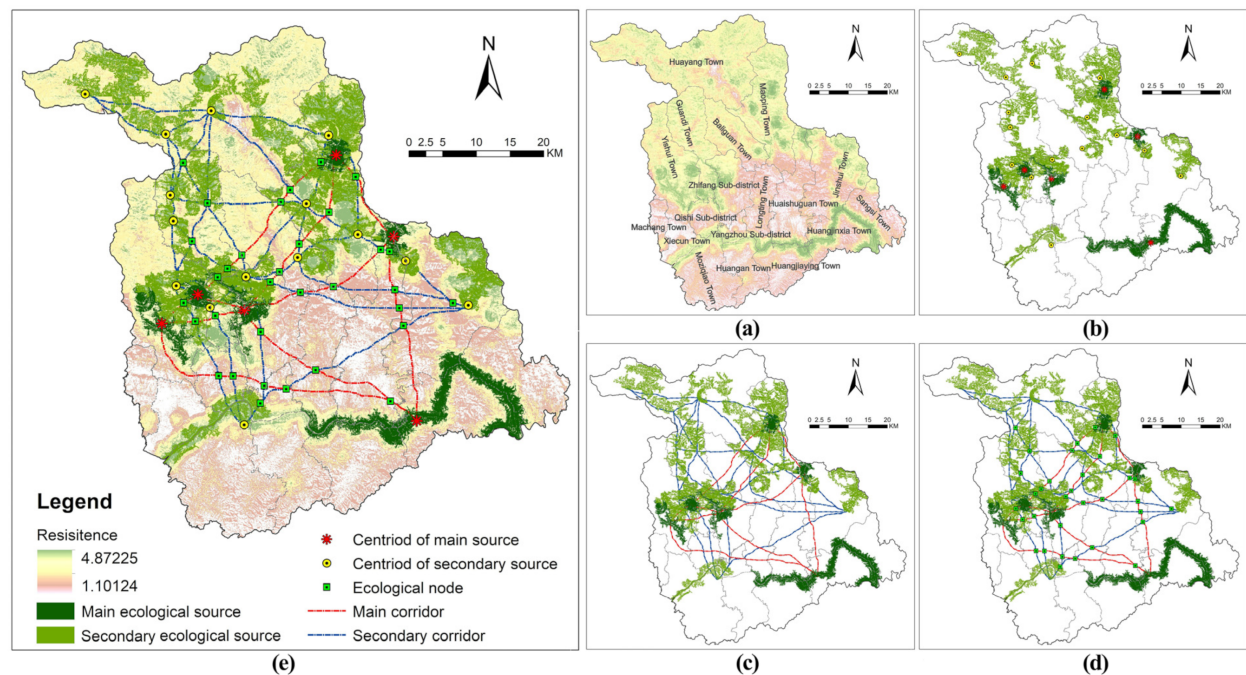 N
0 2.5 5 10 15 20
KM
Legend
Resisitence
4.87225
1.10124
Main ecological source
Secondary ecological source
Centriod of main source
Centriod of secondary source
Ecological node
Main corridor
Secondary corridor
(e)
N
0 2.5 5 10 15 20
KM
Huayang Town
Maoping Town
Guandi Town
Baliguan Town
Yishui Town
Jinshui Town
Zhifang Sub-district
Longting Town
Huaishuguan Town
Sangxi Town
Qishi Sub-district
Machang Town
Yangzhou Sub-district
Huangjinxia Town
Xiecun Town
Moziqiao Town
Huangan Town
Huangjiaying Town
(a)
N
0 2.5 5 10 15 20
KM
(b)
N
0 2.5 5 10 15 20
KM
(c)
N
0 2.5 5 10 15 20
KM
(d)